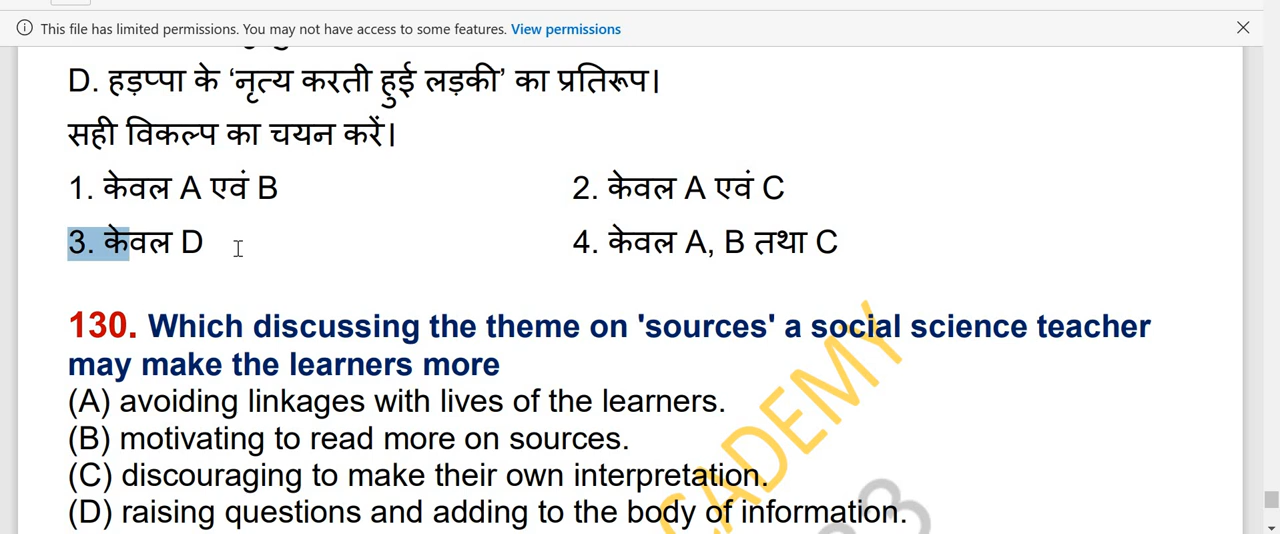 This file has limited permissions. You may not have access to some features. View permissions
D. हड़प्पा के ‘नृत्य करती हुई लड़की’ का प्रतिरूप।
सही विकल्प का चयन करें।
1. केवल A एवं B
2. केवल A एवं C
3. केवल D
4. केवल A, B तथा C
130. Which discussing the theme on 'sources' a social science teacher
may make the learners more
(A) avoiding linkages with lives of the learners.
(B) motivating to read more on sources.
(C) discouraging to make their own interpretation.
(D) raising questions and adding to the body of information.